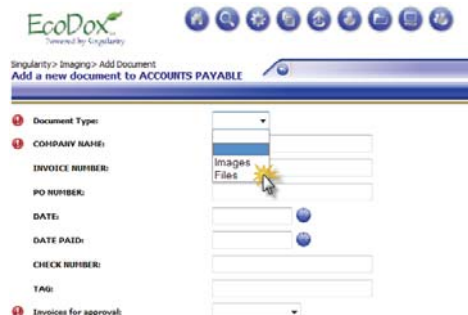 EcoDox
Powered by Singularity
Singularity> Imaging> Add Document
Add a new document to ACCOUNTS PAYABLE
Document Type:
COMPANY NAME:
Images
INVOICE NUMBER:
Files
PO NUMBER:
DATE:
DATE PAID:
CHECK NUMBER:
TAG:
Invoices for approval: